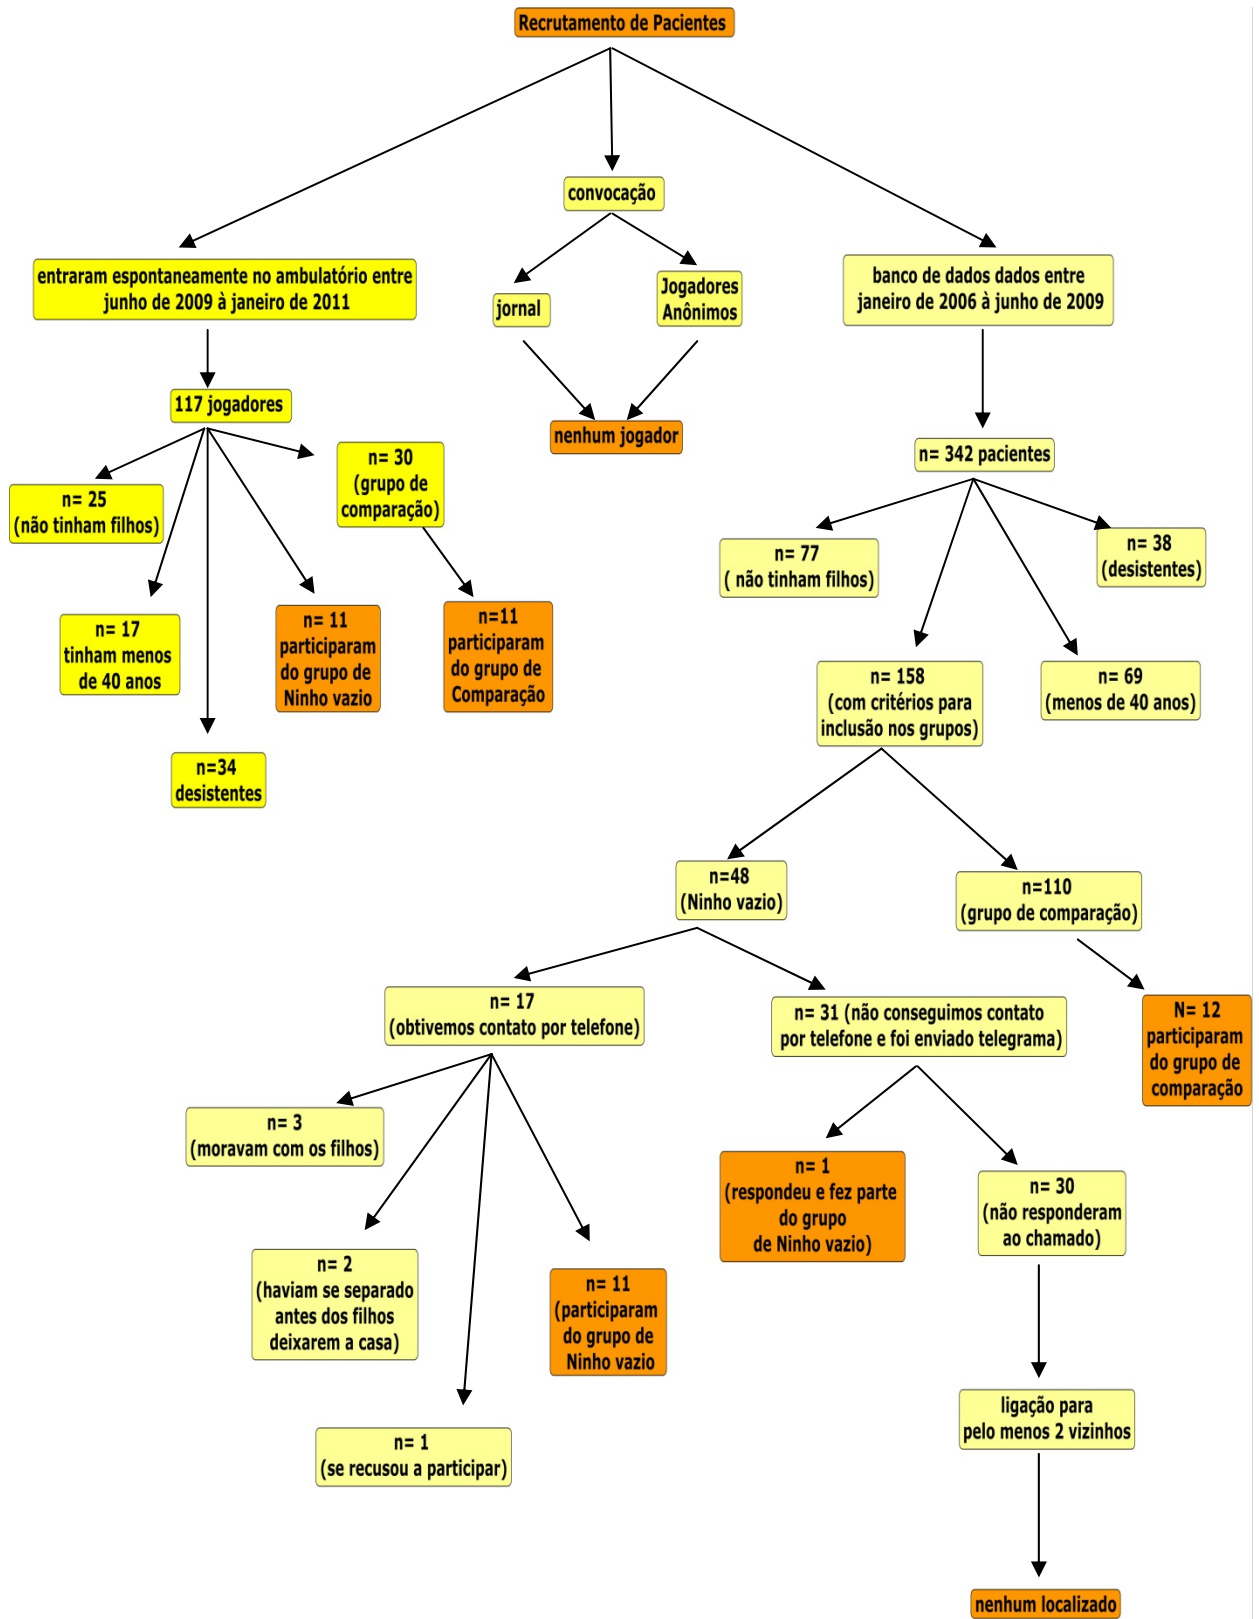 Recrutamento de Pacientes
convocação
entraram espontaneamente no ambulatório entre
junho de 2009 à janeiro de 2011
jornal
Jogadores
Anônimos
banco de dados dados entre
janeiro de 2006 à junho de 2009
117 jogadores
nenhum jogador
n= 342 pacientes
n= 25
(não tinham filhos)
n= 30
(grupo de
comparação)
n= 17
tinham menos
de 40 anos
n= 11
participaram
do grupo de
Ninho vazio
n=11
participaram
do grupo de
Comparação
n=34
desistentes
n= 77
( não tinham filhos)
n= 38
(desistentes)
n= 158
(com critérios para
inclusão nos grupos)
n= 69
(menos de 40 anos)
n=48
(Ninho vazio)
n=110
(grupo de comparação)
n= 17
(obtivemos contato por telefone)
n= 31 (não conseguimos contato
por telefone e foi enviado telegrama)
N= 12
participaram
do grupo de
comparação
n= 3
(moravam com os filhos)
n= 2
(haviam se separado
antes dos filhos
deixarem a casa)
n= 1
(se recusou a participar)
n= 11
(participaram
do grupo de
Ninho vazio
n= 1
(respondeu e fez parte
do grupo
de Ninho vazio)
n= 30
(não responderam
ao chamado)
ligação para
pelo menos 2 vizinhos
nenhum localizado